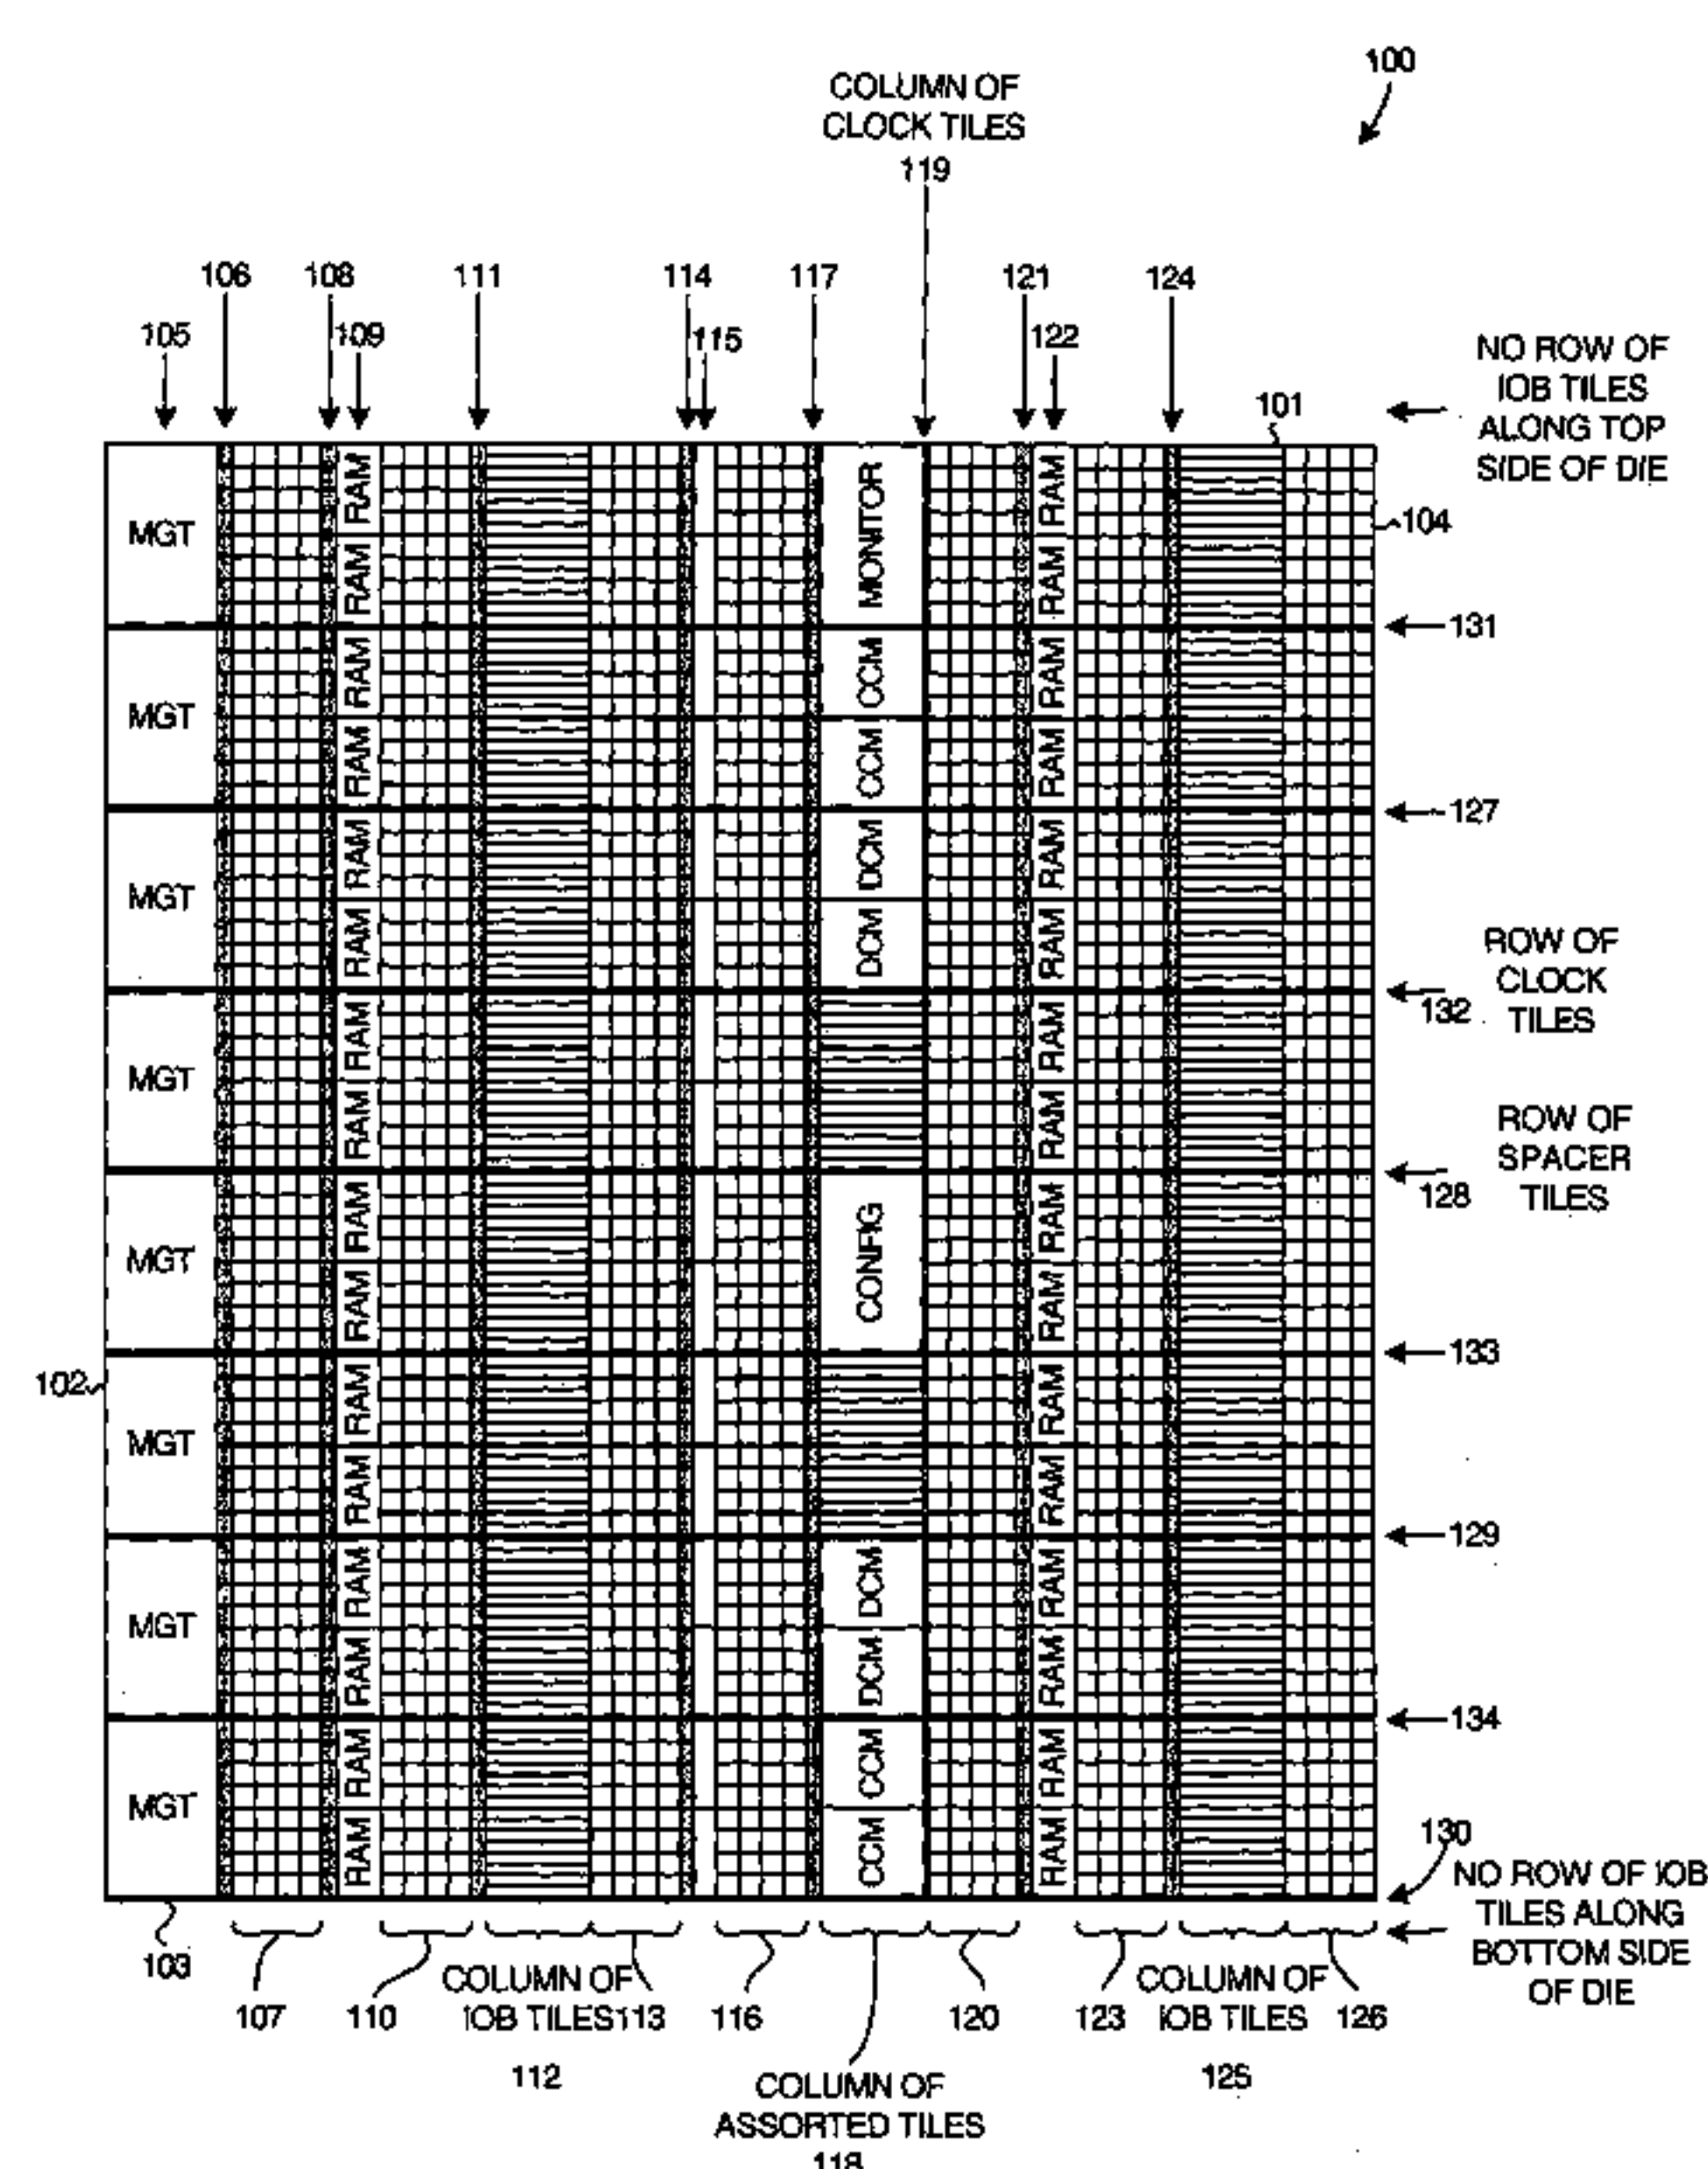 100
COLUMN OF
CLOCK TILES
119
106 108 111 114 117 121 124
105 109 115 122
101
NO ROW OF
IOB TILES
ALONG TOP
SIDE OF DIE
104
MGT RAM RAM MONITOR RAM RAM
131
MGT RAM RAM CCM CCM RAM RAM
127
MGT RAM RAM DCM DCM RAM RAM
ROW OF
CLOCK
TILES
132
MGT RAM RAM RAM RAM
ROW OF
SPACER
TILES
128
MGT RAM RAM CONFIG RAM RAM
133
102
MGT RAM RAM RAM RAM
129
MGT RAM RAM DCM DCM RAM RAM
134
MGT RAM RAM CCM CCM RAM RAM
130
NO ROW OF IOB
TILES ALONG
BOTTOM SIDE
OF DIE
103
107 110
COLUMN OF
IOB TILES
112
113 116 120 123
COLUMN OF
IOB TILES
125
126
COLUMN OF
ASSORTED TILES
118